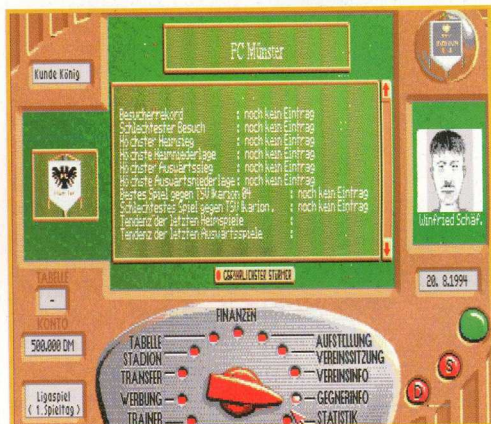 FC Münster
Kunde König
Besucherrekord : noch kein Eintrag
Schlechtester Besuch : noch kein Eintrag
Höchster Heimsieg : noch kein Eintrag
Höchste Heimniederlage : noch kein Eintrag
Höchster Auswärtssieg : noch kein Eintrag
Höchste Auswärtsniederlage : noch kein Eintrag
Bestes Spiel gegen TSV Ikarion 84 : noch kein Eintrag
Schlechtestes Spiel gegen TSV Ikarion . : noch kein Eintrag
Tendenz der letzten Heimspiele :
Tendenz der letzten Auswärtsspiele :
Winfried Schäf.
GEFÄHRLICHSTER STÜRMER
20. 8.1994
TABELLE
-
KONTO
500.000 DM
Ligaspiel
( 1.Spieltag )
FINANZEN
TABELLE
STADION
TRANSFER
WERBUNG
TRAINER
AUFSTELLUNG
VEREINSSITZUNG
VEREINSINFO
GEGNERINFO
STATISTIK
S
D